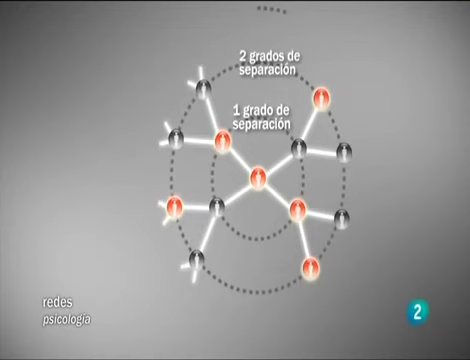 2 grados de
separación
1 grado de
separación
redes
psicología
2